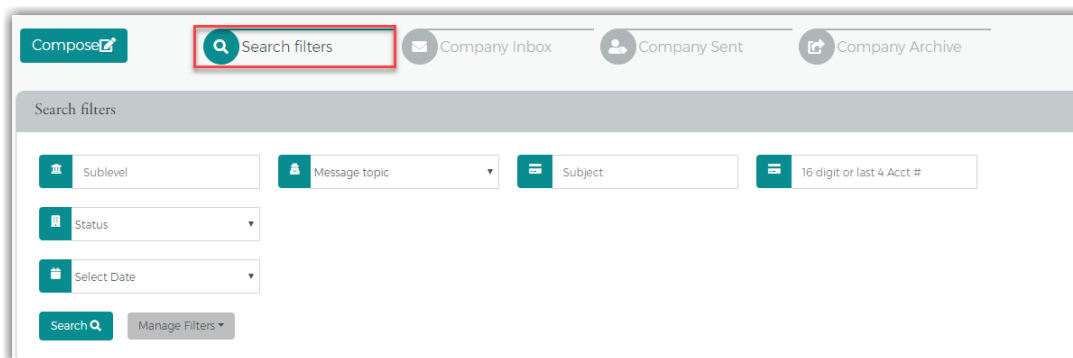 Compose
Search filters
Company Inbox
Company Sent
Company Archive
Search filters
Sublevel
Message topic
Subject
16 digit or last 4 Acct #
Status
Select Date
Search
Manage Filters